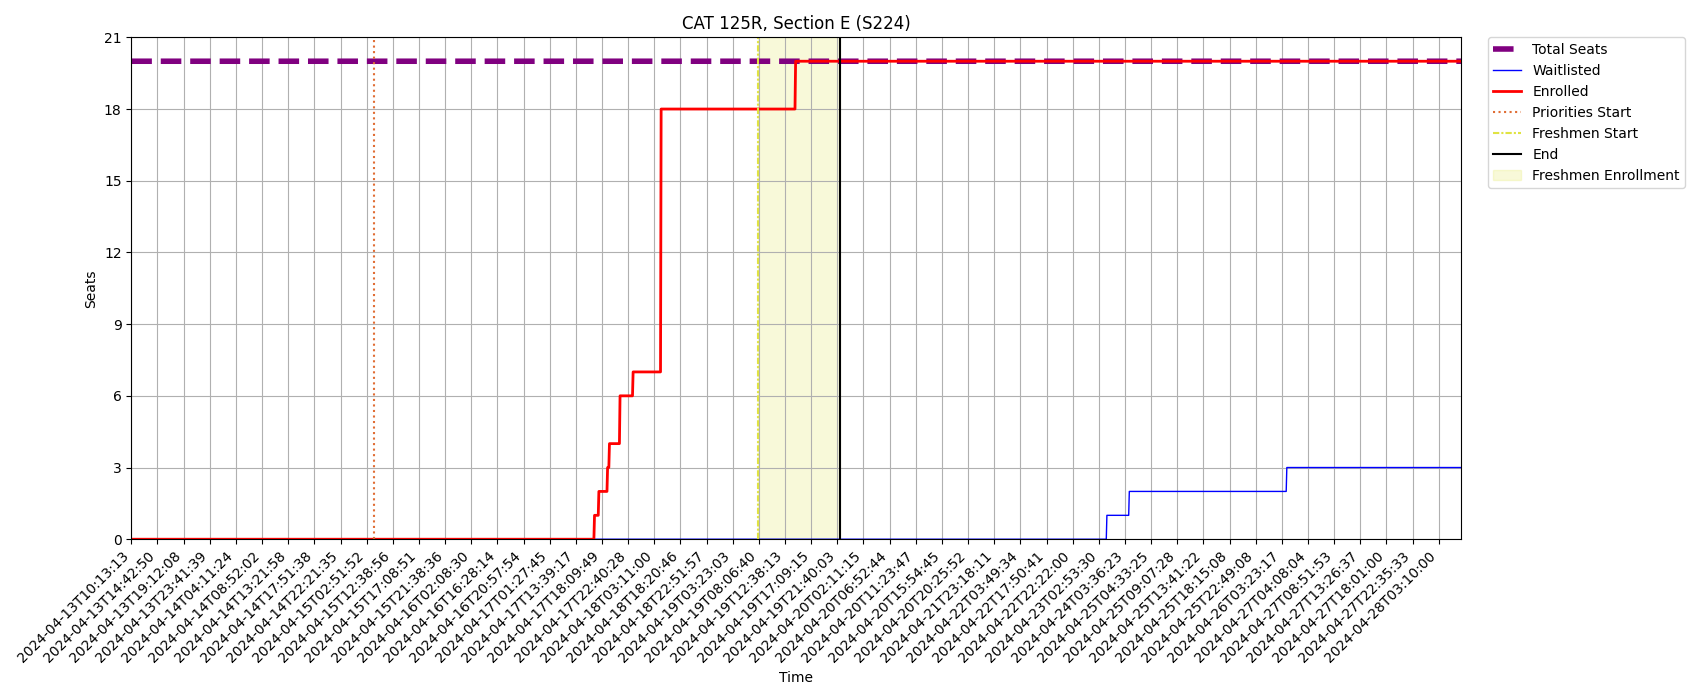 CAT 125R, Section E (S224)
Total Seats
Waitlisted
Enrolled
Priorities Start
Freshmen Start
End
Freshmen Enrollment
Seats
21
18
15
12
9
6
3
0
2024-04-13T10:13:13
2024-04-13T14:42:50
2024-04-13T19:12:08
2024-04-13T23:41:39
2024-04-14T04:11:24
2024-04-14T08:52:02
2024-04-14T13:21:58
2024-04-14T17:51:38
2024-04-14T22:21:35
2024-04-15T02:51:52
2024-04-15T12:38:56
2024-04-15T17:08:51
2024-04-15T21:38:36
2024-04-16T02:08:30
2024-04-16T16:28:14
2024-04-16T20:57:54
2024-04-17T01:27:45
2024-04-17T13:39:17
2024-04-17T18:09:49
2024-04-17T22:40:28
2024-04-18T03:11:00
2024-04-18T18:20:46
2024-04-18T22:51:57
2024-04-19T03:23:03
2024-04-19T08:06:40
2024-04-19T12:38:13
2024-04-19T17:09:15
2024-04-19T21:40:03
2024-04-20T02:11:15
2024-04-20T06:52:44
2024-04-20T11:23:47
2024-04-20T15:54:45
2024-04-20T20:25:52
2024-04-21T23:18:11
2024-04-22T03:49:34
2024-04-22T17:50:41
2024-04-22T22:22:00
2024-04-23T02:53:30
2024-04-24T03:36:23
2024-04-25T04:33:25
2024-04-25T09:07:28
2024-04-25T13:41:22
2024-04-25T18:15:08
2024-04-25T22:49:08
2024-04-26T03:23:17
2024-04-27T04:08:04
2024-04-27T08:51:53
2024-04-27T13:26:37
2024-04-27T18:01:00
2024-04-27T22:35:33
2024-04-28T03:10:00
Time